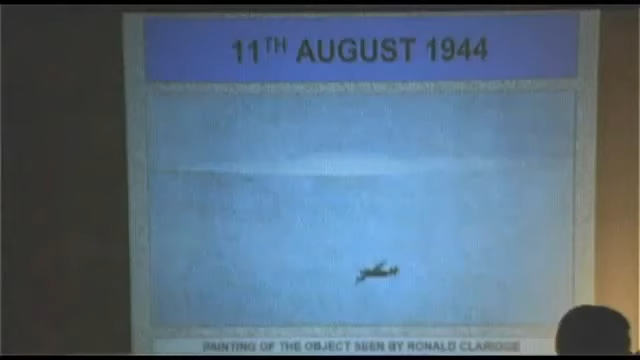 11TH AUGUST 1944
PAINTING OF THE OBJECT SEEN BY RONALD CLARIDGE